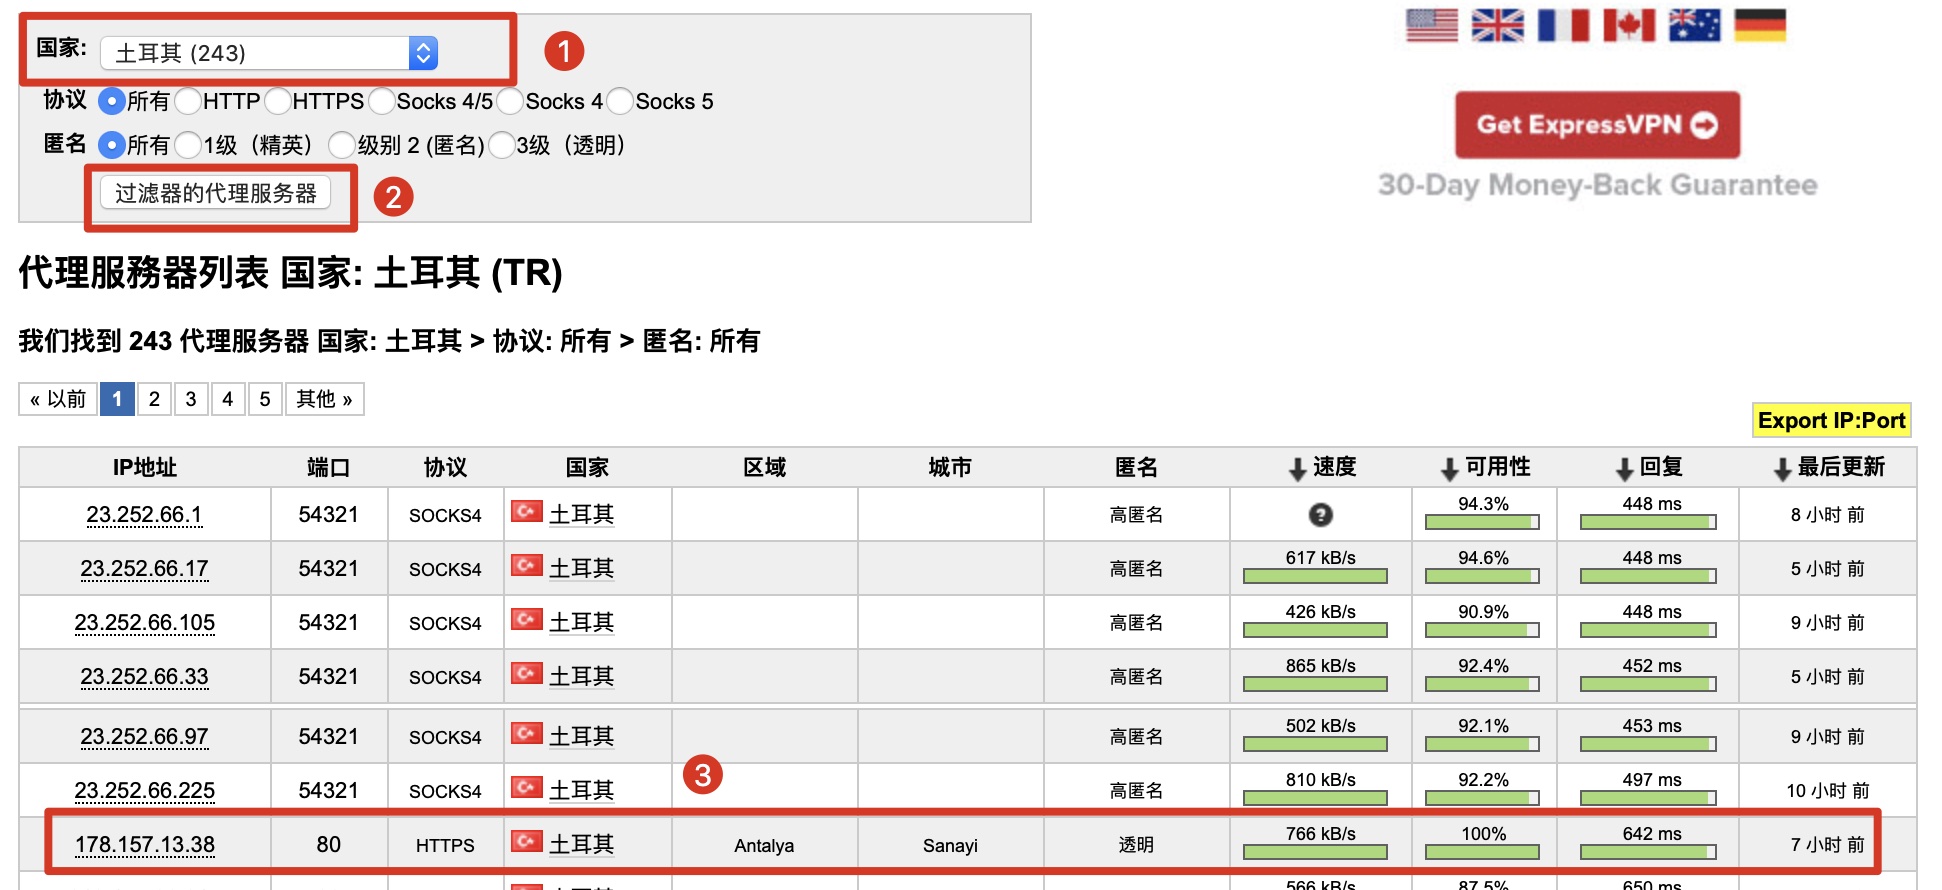 国家: 土耳其 (243) 1
协议 所有 HTTP HTTPS Socks 4/5 Socks 4 Socks 5
匿名 所有 1级（精英） 级别 2 (匿名) 3级（透明）
过滤器的代理服务器 2
Get ExpressVPN
30-Day Money-Back Guarantee
代理服務器列表 国家: 土耳其 (TR)
我们找到 243 代理服务器 国家: 土耳其 > 协议: 所有 > 匿名: 所有
« 以前 1 2 3 4 5 其他 »
Export IP:Port
IP地址 端口 协议 国家 区域 城市 匿名 速度 可用性 回复 最后更新
23.252.66.1 54321 SOCKS4 土耳其 高匿名 ? 94.3% 448 ms 8 小时 前
23.252.66.17 54321 SOCKS4 土耳其 高匿名 617 kB/s 94.6% 448 ms 5 小时 前
23.252.66.105 54321 SOCKS4 土耳其 高匿名 426 kB/s 90.9% 448 ms 9 小时 前
23.252.66.33 54321 SOCKS4 土耳其 高匿名 865 kB/s 92.4% 452 ms 5 小时 前
23.252.66.97 54321 SOCKS4 土耳其 高匿名 502 kB/s 92.1% 453 ms 9 小时 前
3
23.252.66.225 54321 SOCKS4 土耳其 高匿名 810 kB/s 92.2% 497 ms 10 小时 前
178.157.13.38 80 HTTPS 土耳其 Antalya Sanayi 透明 766 kB/s 100% 642 ms 7 小时 前
566 kB/s 87.5% 650 ms